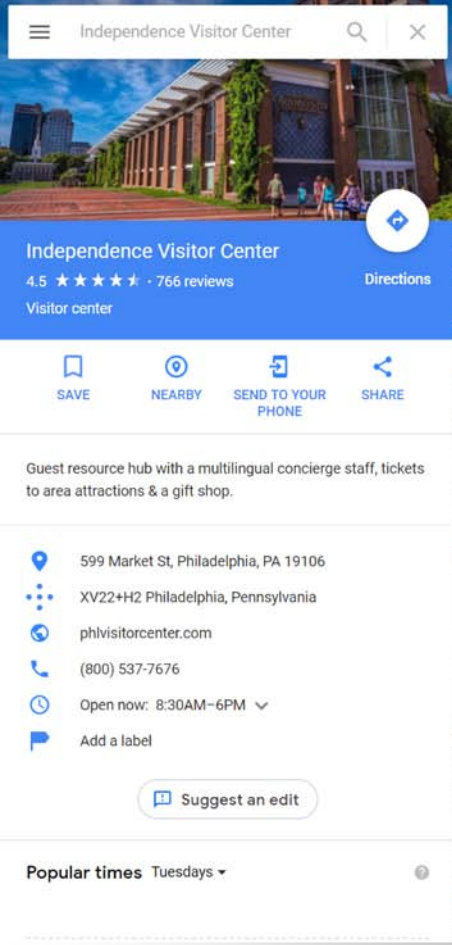 Independence Visitor Center
Independence Visitor Center
4.5 · 766 reviews
Directions
Visitor center
SAVE
NEARBY
SEND TO YOUR
PHONE
SHARE
Guest resource hub with a multilingual concierge staff, tickets
to area attractions & a gift shop.
599 Market St, Philadelphia, PA 19106
XV22+H2 Philadelphia, Pennsylvania
phlvisitorcenter.com
(800) 537-7676
Open now: 8:30AM–6PM
Add a label
Suggest an edit
Popular times Tuesdays
?